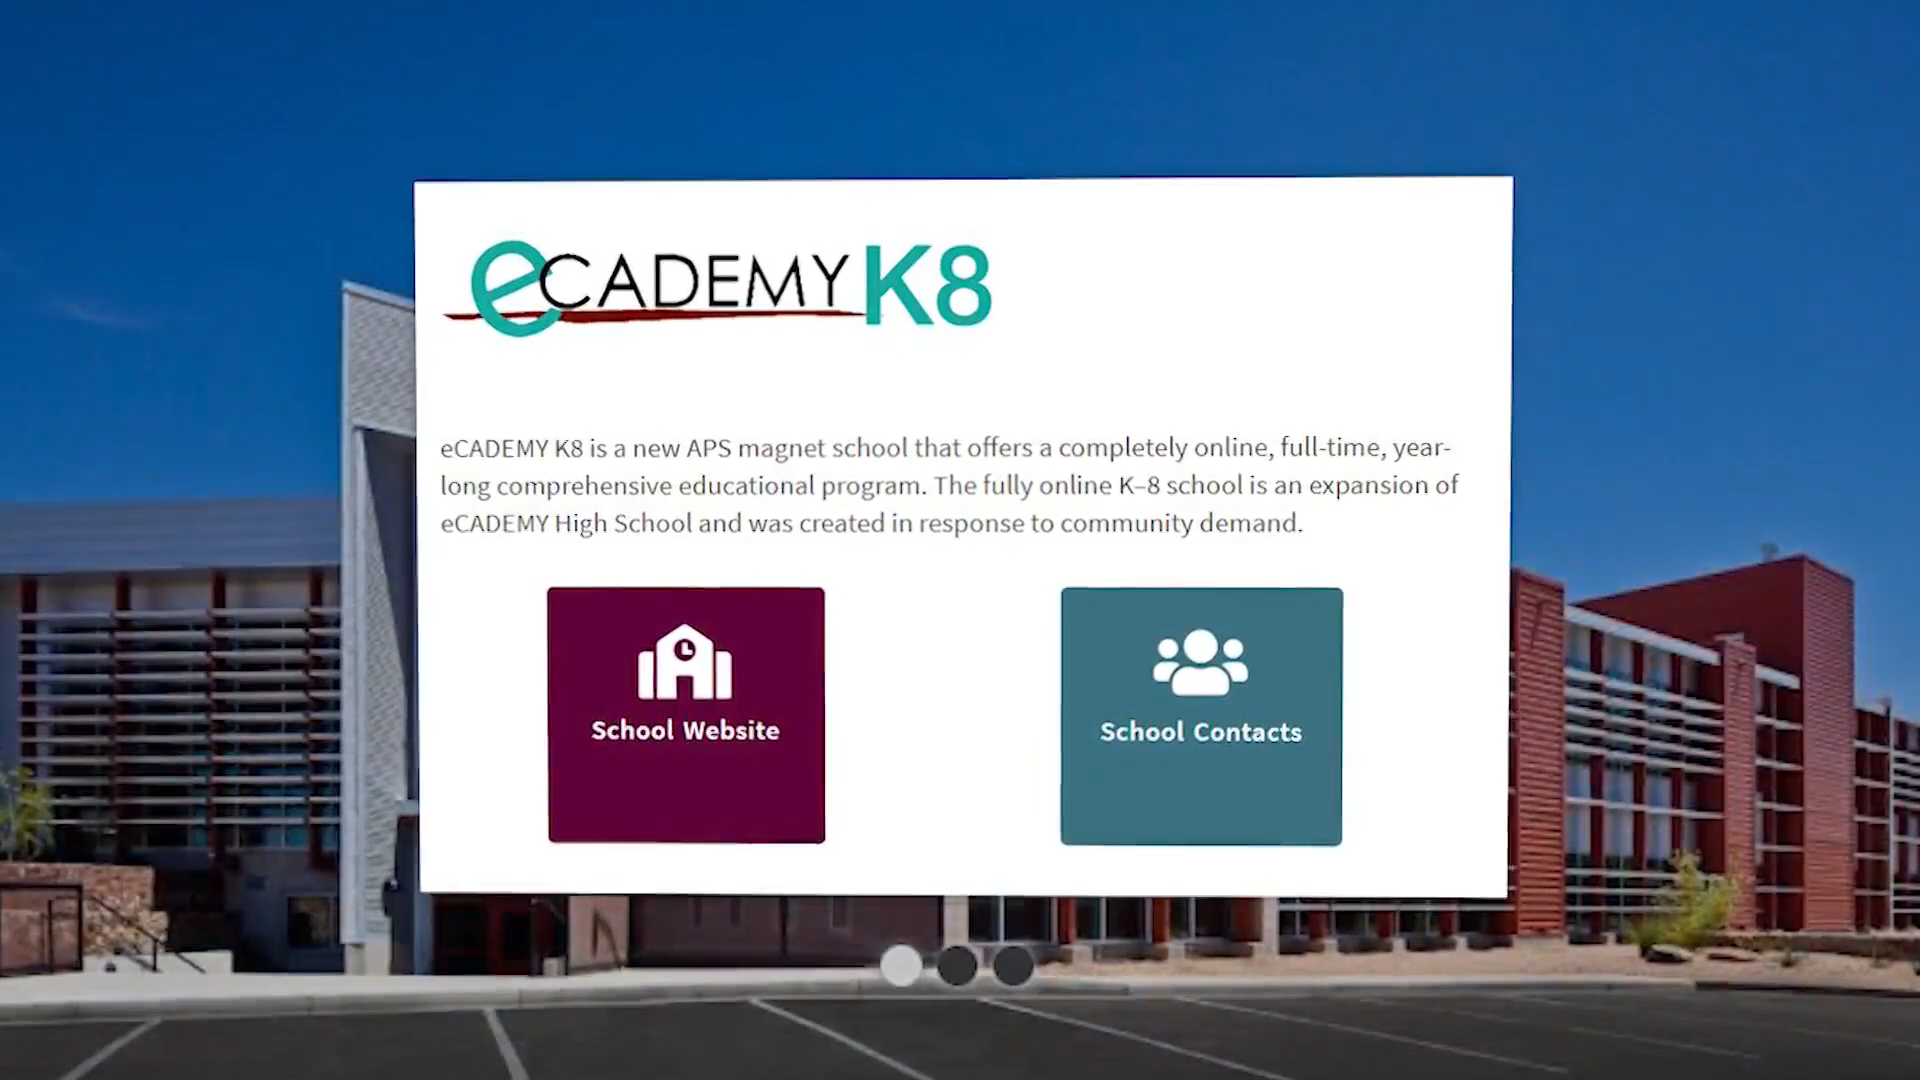 eCADEMY K8
eCADEMY K8 is a new APS magnet school that offers a completely online, full-time, year-
long comprehensive educational program. The fully online K–8 school is an expansion of
eCADEMY High School and was created in response to community demand.
School Website
School Contacts